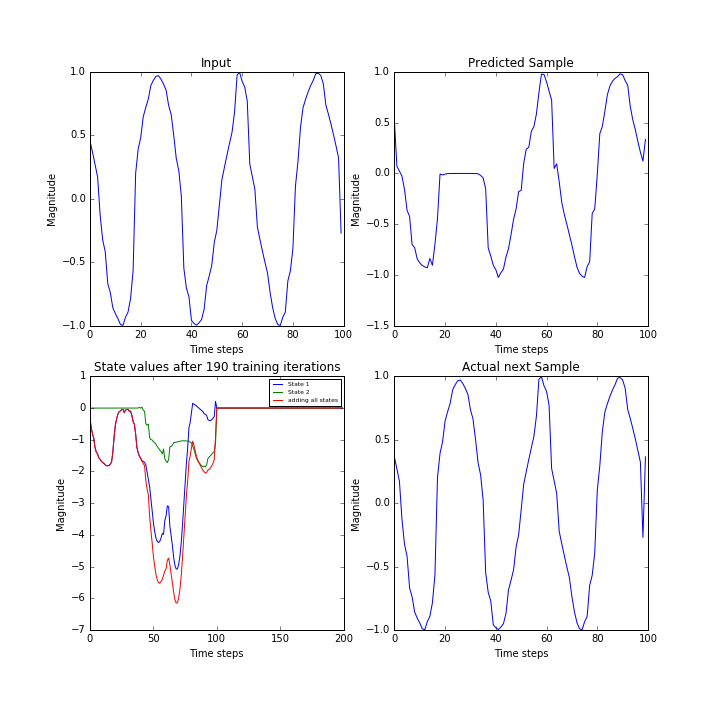 Input
1.0
0.5
0.0
−0.5
−1.0
Magnitude
0 20 40 60 80 100
Time steps
Predicted Sample
1.0
0.5
0.0
−0.5
−1.0
−1.5
Magnitude
0 20 40 60 80 100
Time steps
State values after 190 training iterations
1
0
−1
−2
−3
−4
−5
−6
−7
Magnitude
State 1
State 2
adding all states
0 50 100 150 200
Time steps
Actual next Sample
1.0
0.5
0.0
−0.5
−1.0
Magnitude
0 20 40 60 80 100
Time steps